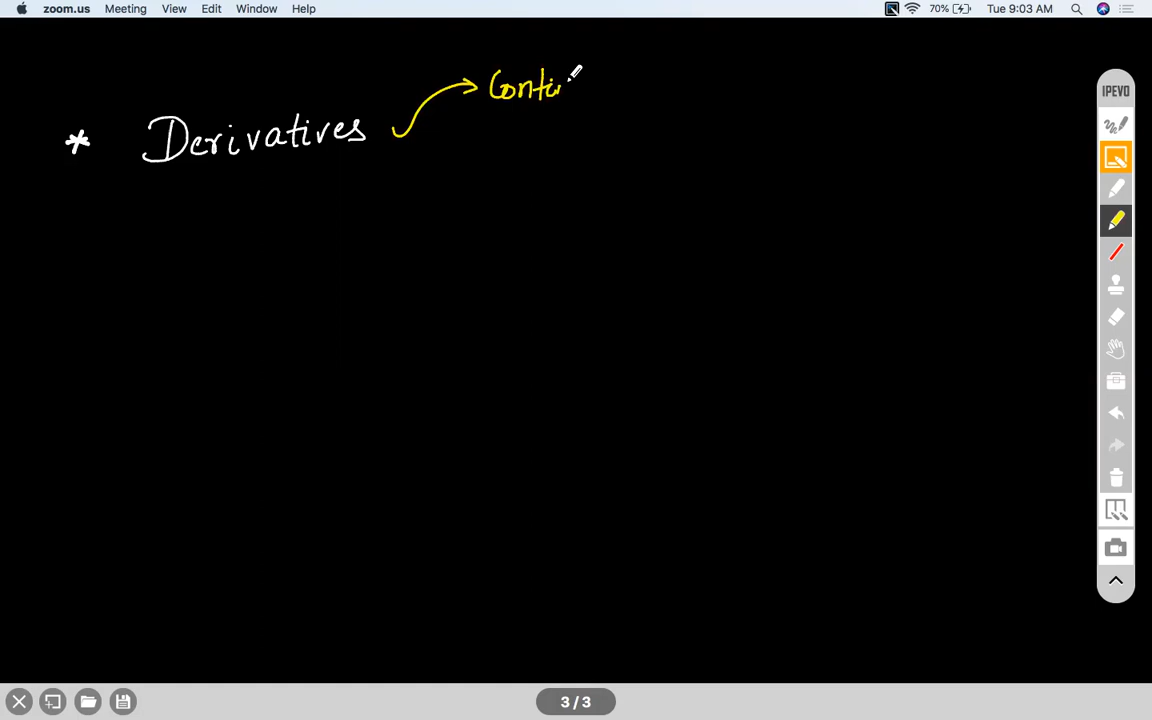 zoom.us Meeting View Edit Window Help 70% Tue 9:03 AM
Conti
* Derivatives
IPEVO
3/3